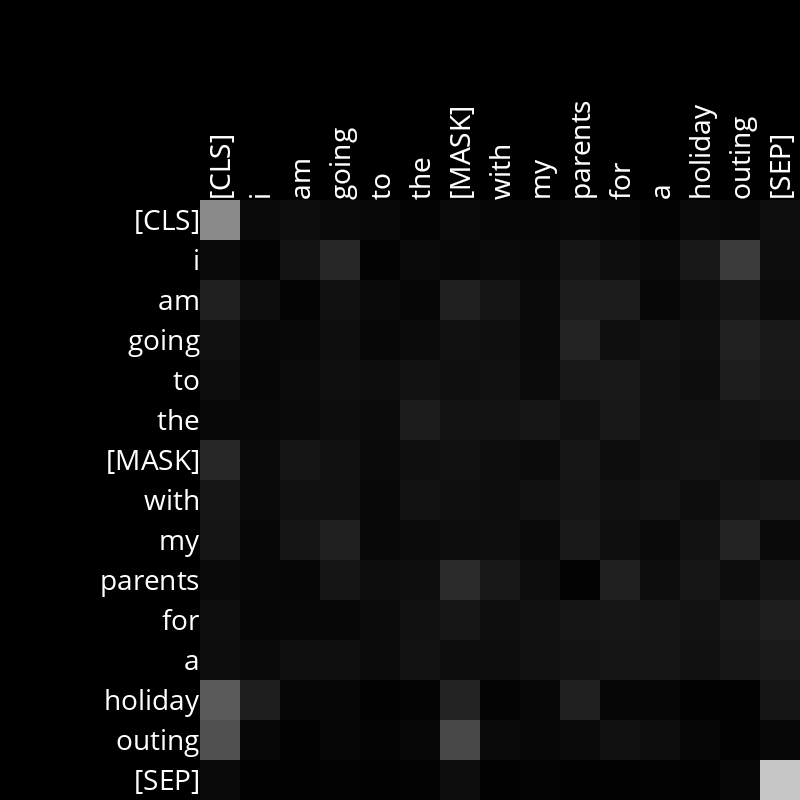 [CLS] i am going to the [MASK] with my parents for a holiday outing [SEP]
[CLS]
i
am
going
to
the
[MASK]
with
my
parents
for
a
holiday
outing
[SEP]